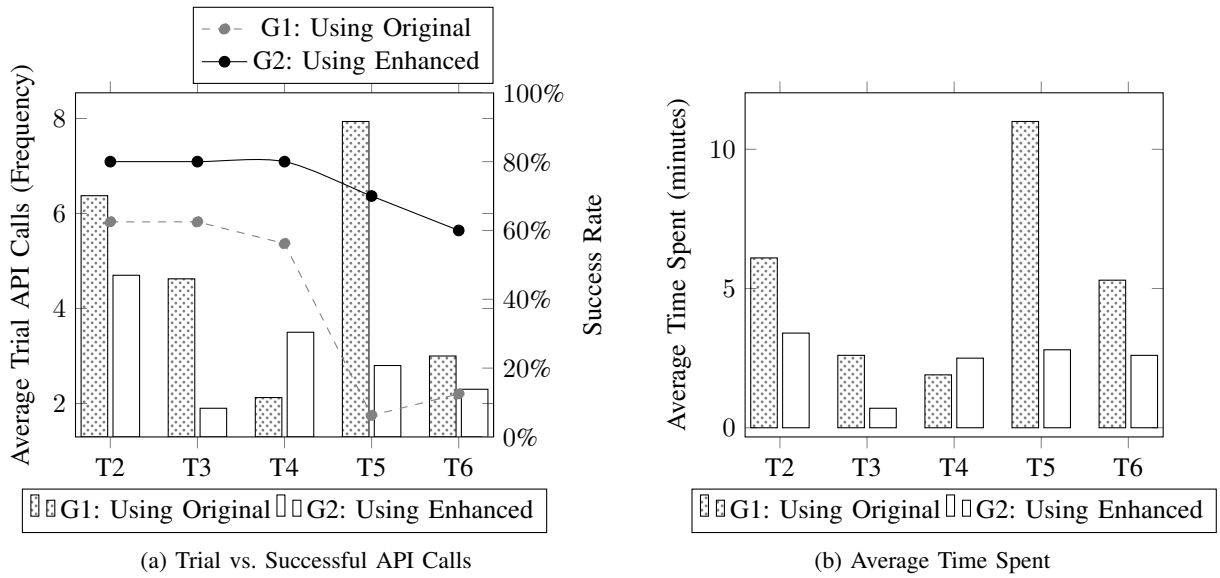 G1: Using Original
G2: Using Enhanced
Average Trial API Calls (Frequency)
8
6
4
2
100%
80%
60%
40%
20%
0%
Success Rate
T2 T3 T4 T5 T6
G1: Using Original G2: Using Enhanced
(a) Trial vs. Successful API Calls
Average Time Spent (minutes)
10
5
0
T2 T3 T4 T5 T6
G1: Using Original G2: Using Enhanced
(b) Average Time Spent